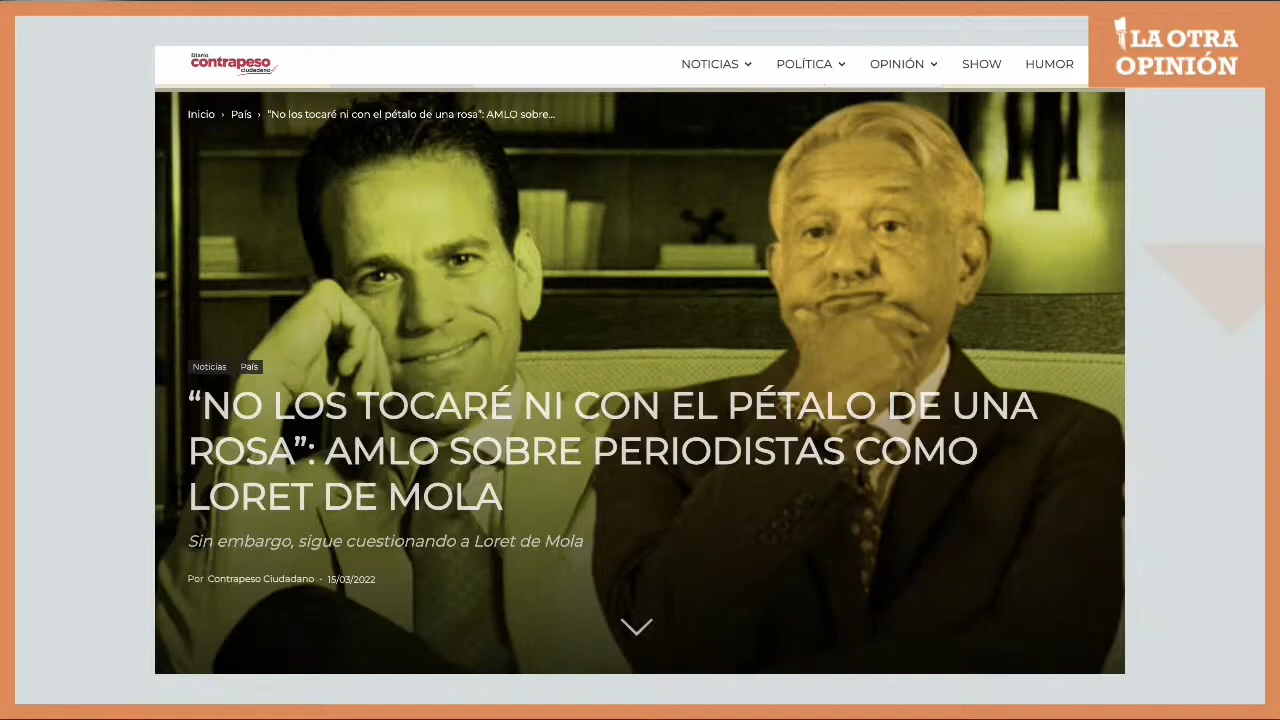 LA OTRA
OPINIÓN
Diario
contrapeso
ciudadano
NOTICIAS POLÍTICA OPINIÓN SHOW HUMOR
Inicio › País › “No los tocaré ni con el pétalo de una rosa”: AMLO sobre...
Noticias País
“NO LOS TOCARÉ NI CON EL PÉTALO DE UNA
ROSA”: AMLO SOBRE PERIODISTAS COMO
LORET DE MOLA
Sin embargo, sigue cuestionando a Loret de Mola
Por Contrapeso Ciudadano - 15/03/2022